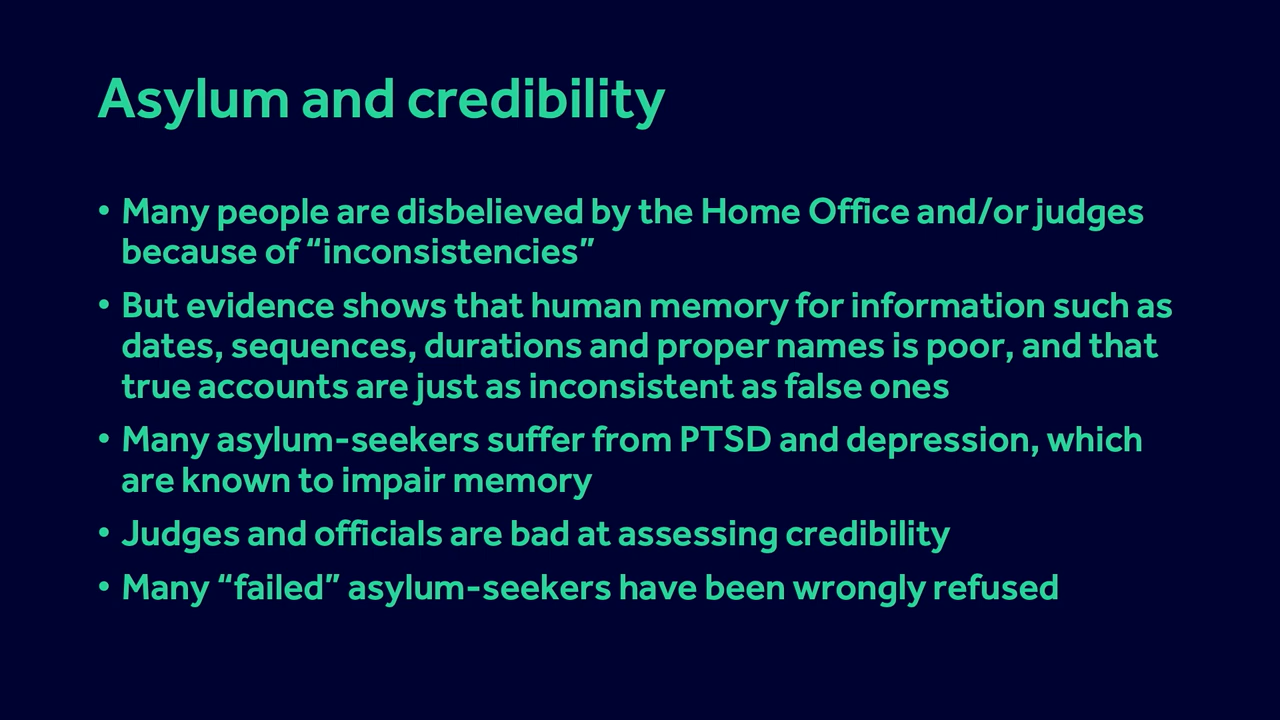 Asylum and credibility
• Many people are disbelieved by the Home Office and/or judges
because of “inconsistencies”
• But evidence shows that human memory for information such as
dates, sequences, durations and proper names is poor, and that
true accounts are just as inconsistent as false ones
• Many asylum-seekers suffer from PTSD and depression, which
are known to impair memory
• Judges and officials are bad at assessing credibility
• Many “failed” asylum-seekers have been wrongly refused